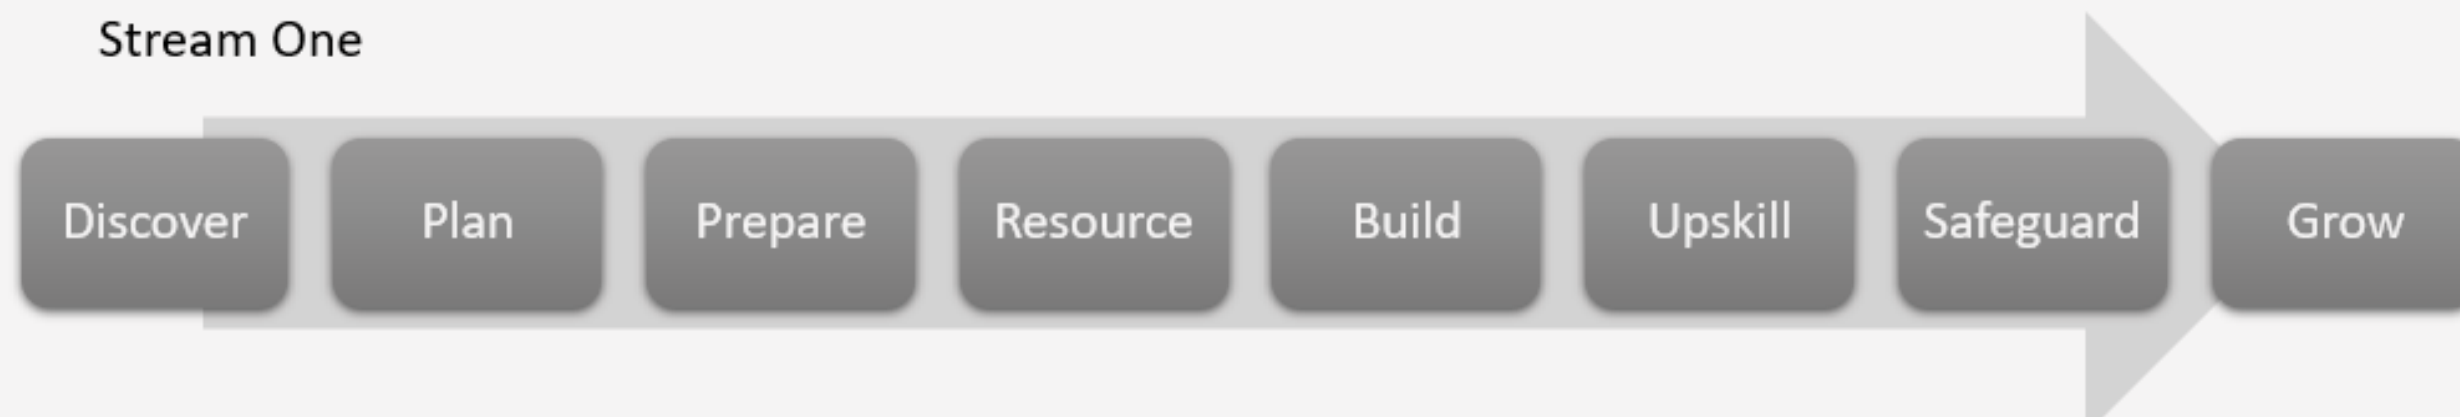 Stream One
Discover Plan Prepare Resource Build Upskill Safeguard Grow